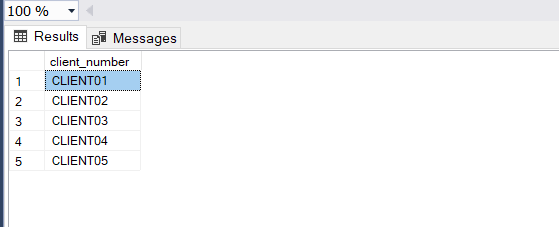 100 %
Results Messages
client_number
1 CLIENT01
2 CLIENT02
3 CLIENT03
4 CLIENT04
5 CLIENT05